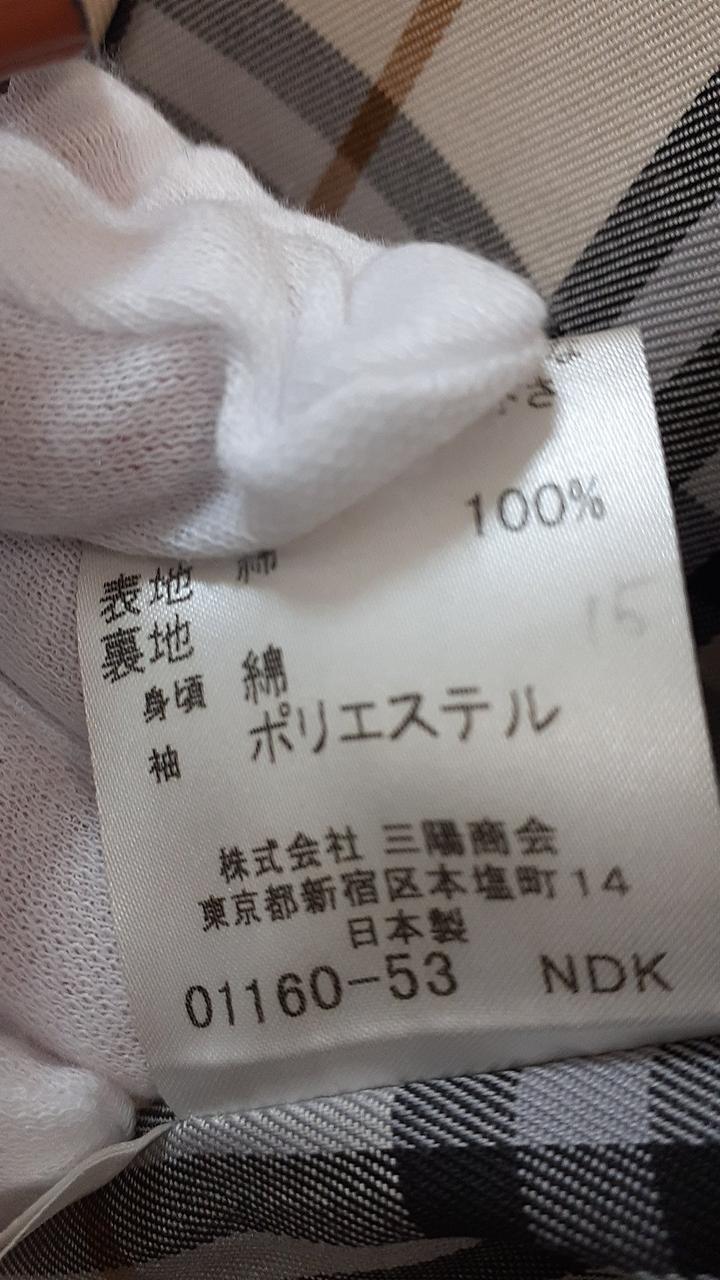 100%
表地 綿
裏地
身頃 綿
袖 ポリエステル
15
株式会社 三陽商会
東京都新宿区本塩町14
日本製
01160-53 NDK